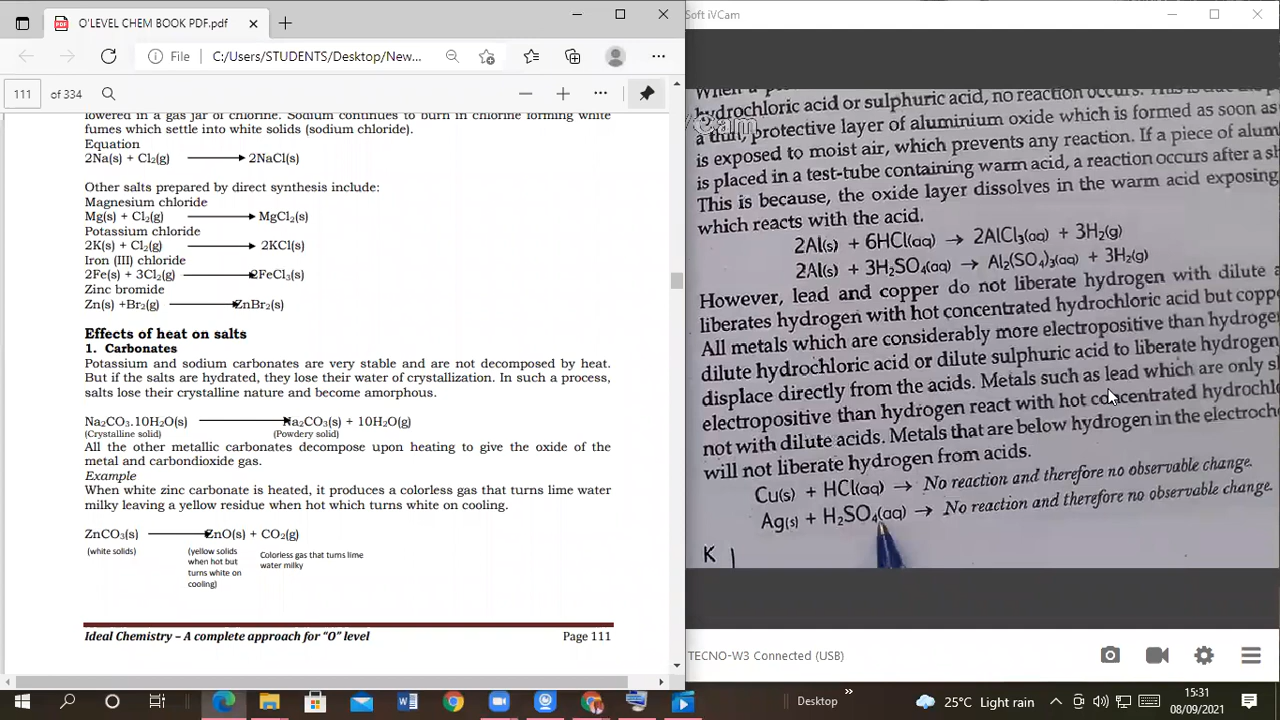 O'LEVEL CHEM BOOK PDF.pdf
File C:/Users/STUDENTS/Desktop/New...
111 of 334
lowered in a gas jar of chlorine. Sodium continues to burn in chlorine forming white
fumes which settle into white solids (sodium chloride).
Equation
2Na(s) + Cl₂(g) → 2NaCl(s)
Other salts prepared by direct synthesis include:
Magnesium chloride
Mg(s) + Cl₂(g) → MgCl₂(s)
Potassium chloride
2K(s) + Cl₂(g) → 2KCl(s)
Iron (III) chloride
2Fe(s) + 3Cl₂(g) → 2FeCl₃(s)
Zinc bromide
Zn(s) +Br₂(g) → ZnBr₂(s)
Effects of heat on salts
1. Carbonates
Potassium and sodium carbonates are very stable and are not decomposed by heat.
But if the salts are hydrated, they lose their water of crystallization. In such a process,
salts lose their crystalline nature and become amorphous.
Na₂CO₃.10H₂O(s) → Na₂CO₃(s) + 10H₂O(g)
(Crystalline solid) (Powdery solid)
All the other metallic carbonates decompose upon heating to give the oxide of the
metal and carbondioxide gas.
Example
When white zinc carbonate is heated, it produces a colorless gas that turns lime water
milky leaving a yellow residue when hot which turns white on cooling.
ZnCO₃(s) → ZnO(s) + CO₂(g)
(white solids) (yellow solids when hot but turns white on cooling) Colorless gas that turns lime water milky
Ideal Chemistry – A complete approach for "O" level Page 111
Soft iVCam
hydrochloric acid or sulphuric acid, no reaction occurs. This is due
a thin, protective layer of aluminium oxide which is formed as soon as
is exposed to moist air, which prevents any reaction. If a piece of
is placed in a test-tube containing warm acid, a reaction occurs after a
This is because, the oxide layer dissolves in the warm acid exposing
which reacts with the acid.
2Al(s) + 6HCl(aq) → 2AlCl₃(aq) + 3H₂(g)
2Al(s) + 3H₂SO₄(aq) → Al₂(SO₄)₃(aq) + 3H₂(g)
However, lead and copper do not liberate hydrogen with dilute
liberates hydrogen with hot concentrated hydrochloric acid but
All metals which are considerably more electropositive than
dilute hydrochloric acid or dilute sulphuric acid to liberate hydrogen
displace directly from the acids. Metals such as lead which are only
electropositive than hydrogen react with hot concentrated
not with dilute acids. Metals that are below hydrogen in the
will not liberate hydrogen from acids.
Cu(s) + HCl(aq) → No reaction and therefore no observable change.
Ag(s) + H₂SO₄(aq) → No reaction and therefore no observable change.
K
TECNO-W3 Connected (USB)
Desktop
25°C Light rain
15:31
08/09/2021